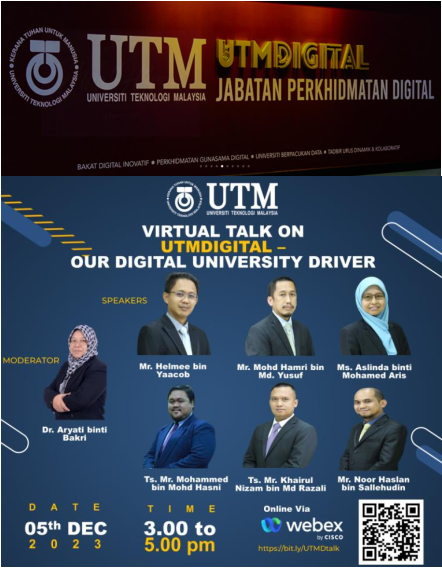 KERANA TUHAN UNTUK MANUSIA
UNIVERSITI TEKNOLOGI MALAYSIA
UTM
UNIVERSITI TEKNOLOGI MALAYSIA
UTMDIGITAL
JABATAN PERKHIDMATAN DIGITAL
BAKAT DIGITAL INOVATIF • PERKHIDMATAN GUNASAMA DIGITAL • UNIVERSITI BERPACUKAN DATA • TADBIR URUS DINAMIK & KOLABORATIF
UTM
UNIVERSITI TEKNOLOGI MALAYSIA
VIRTUAL TALK ON
UTMDIGITAL –
OUR DIGITAL UNIVERSITY DRIVER
SPEAKERS
MODERATOR
Mr. Helmee bin
Yaacob
Mr. Mohd Hamri bin
Md. Yusuf
Ms. Aslinda binti
Mohamed Aris
Dr. Aryati binti
Bakri
Ts. Mr. Mohammed
bin Mohd Hasni
Ts. Mr. Khairul
Nizam bin Md Razali
Mr. Noor Haslan
bin Sallehudin
DATE
05th DEC
2023
TIME
3.00 to
5.00 pm
Online Via
webex
by CISCO
https://bit.ly/UTMDtalk